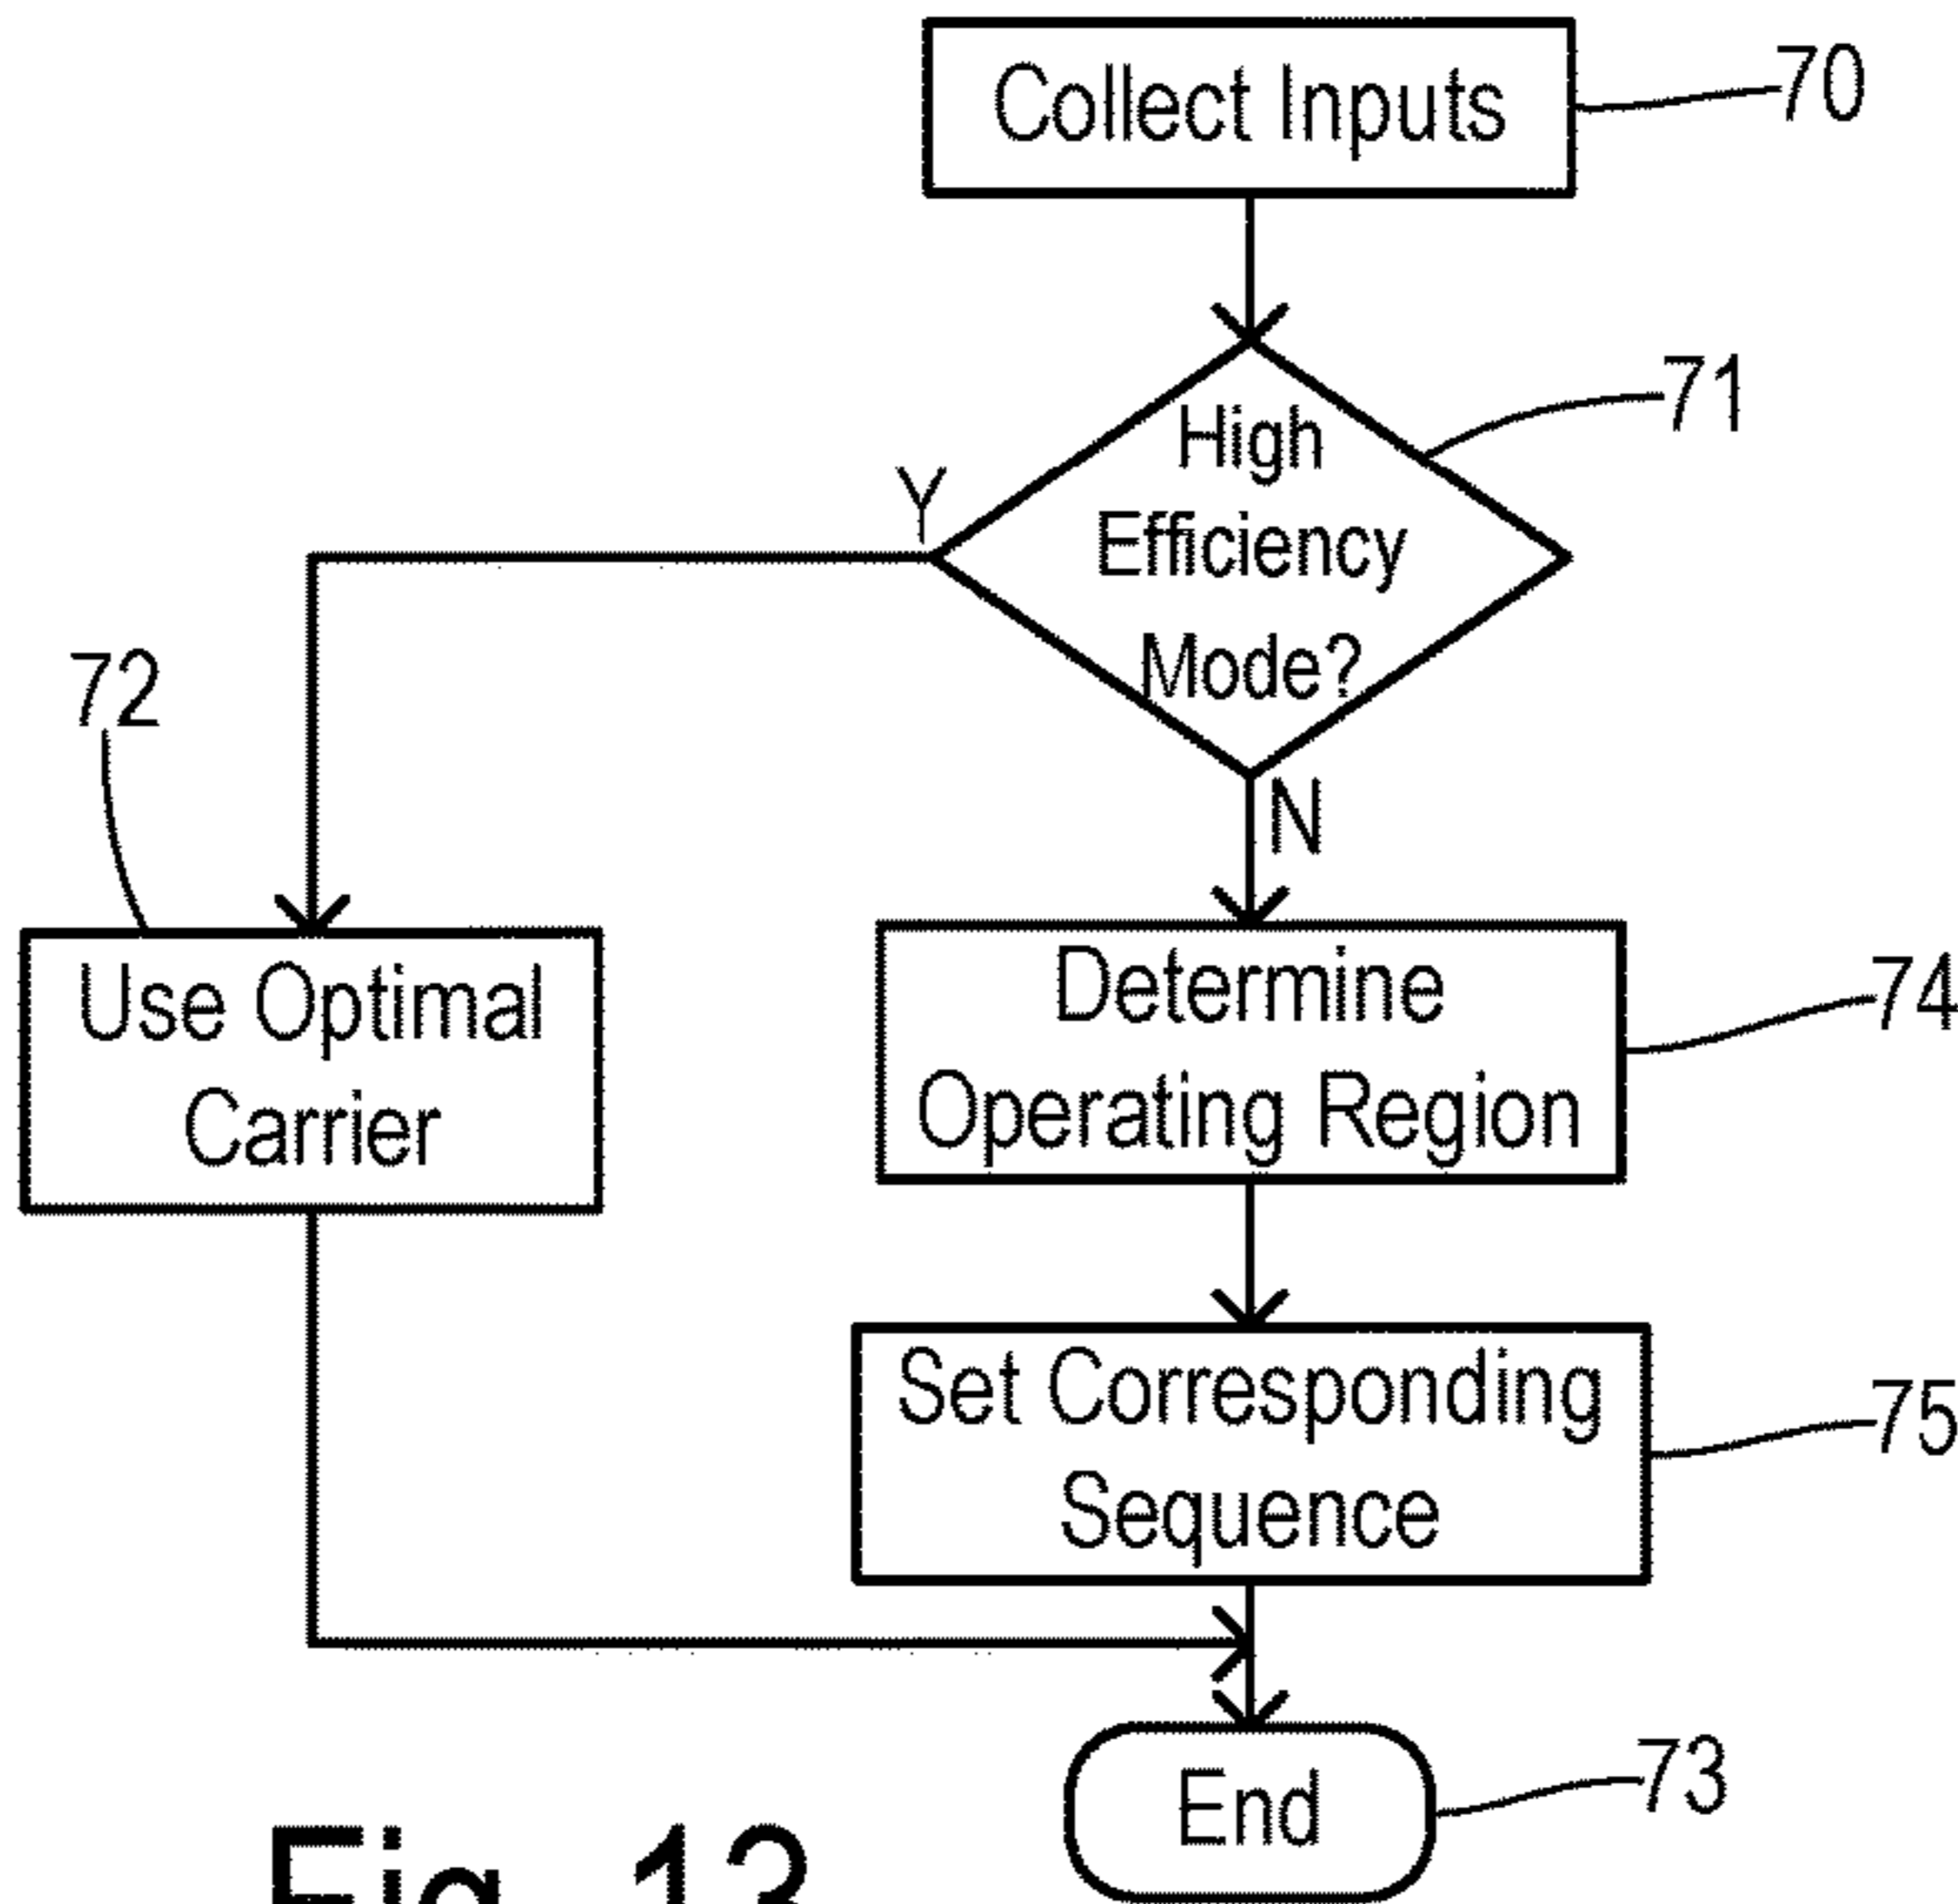 Collect Inputs
70
High
Efficiency
Mode?
71
Y
N
72
Use Optimal
Carrier
Determine
Operating Region
74
Set Corresponding
Sequence
75
End
73